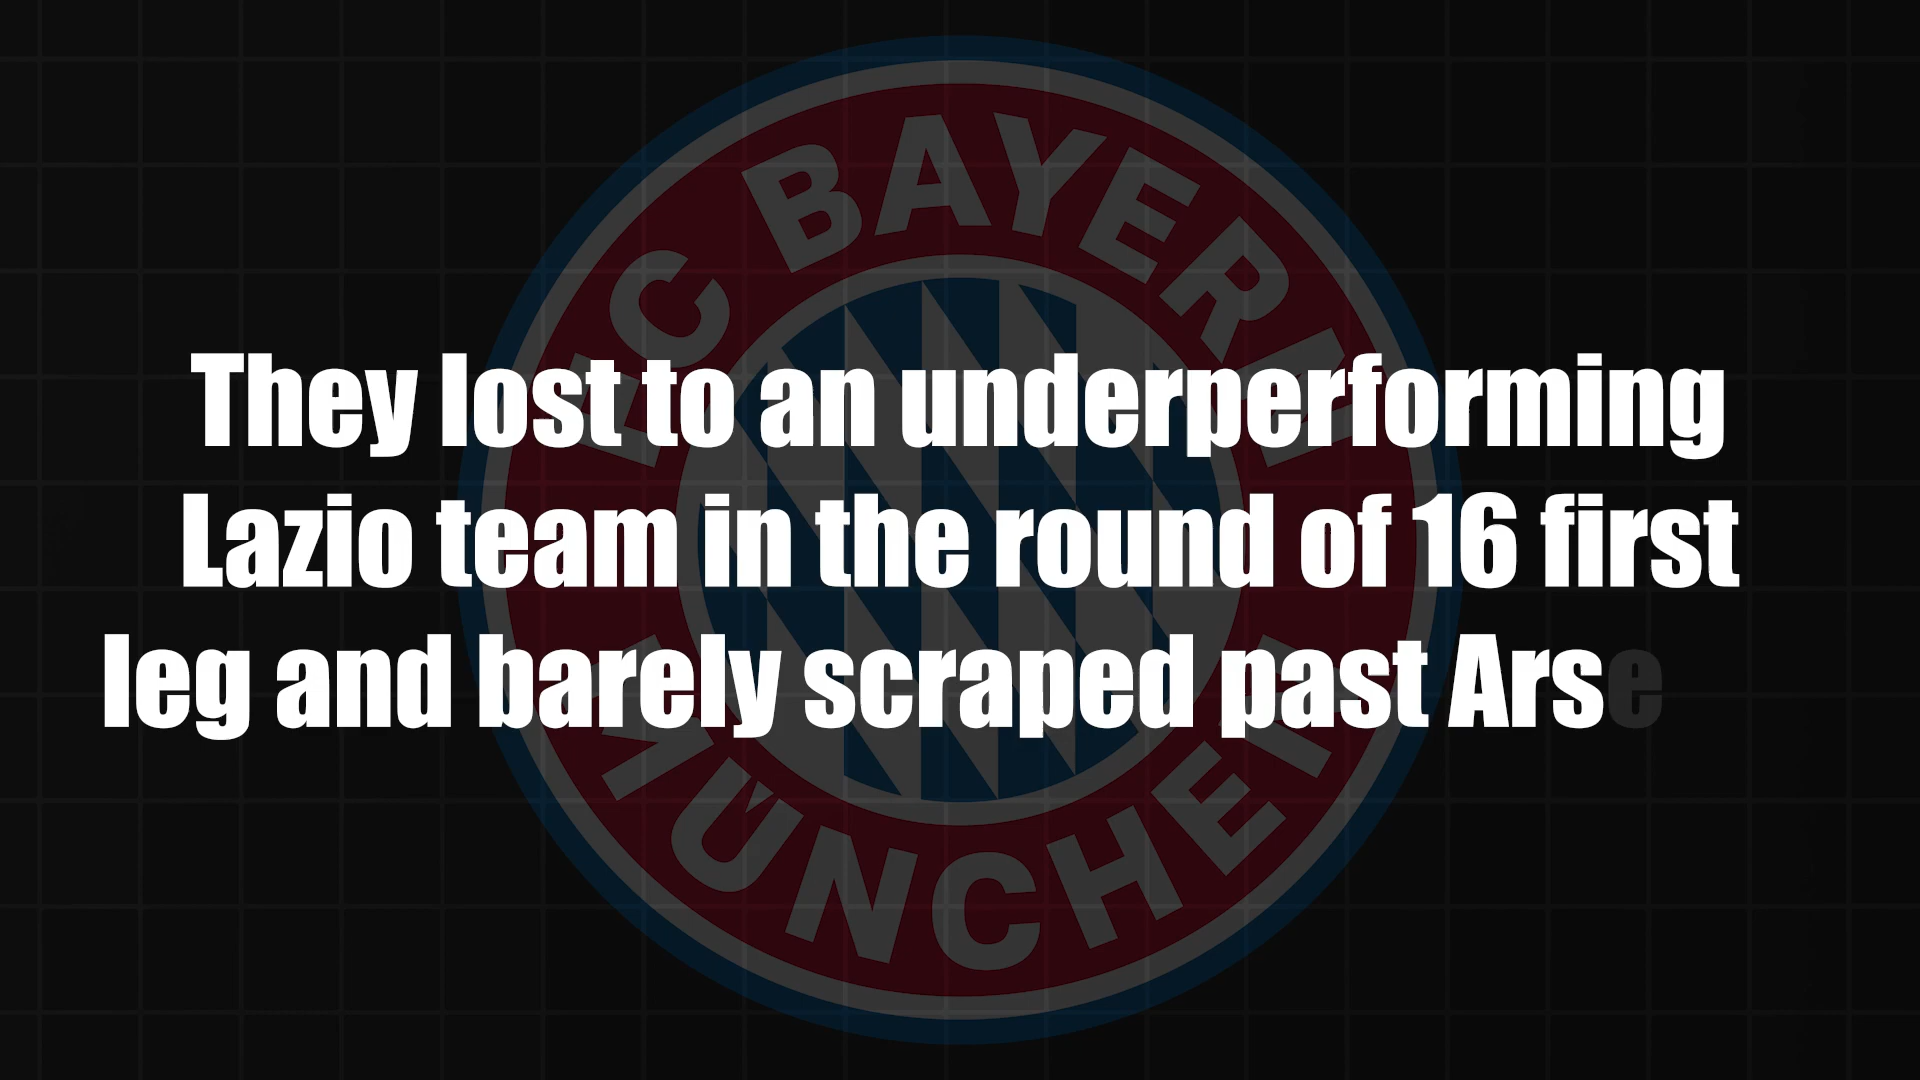 FC BAYERN
They lost to an underperforming
Lazio team in the round of 16 first
leg and barely scraped past Arse
MÜNCHEN